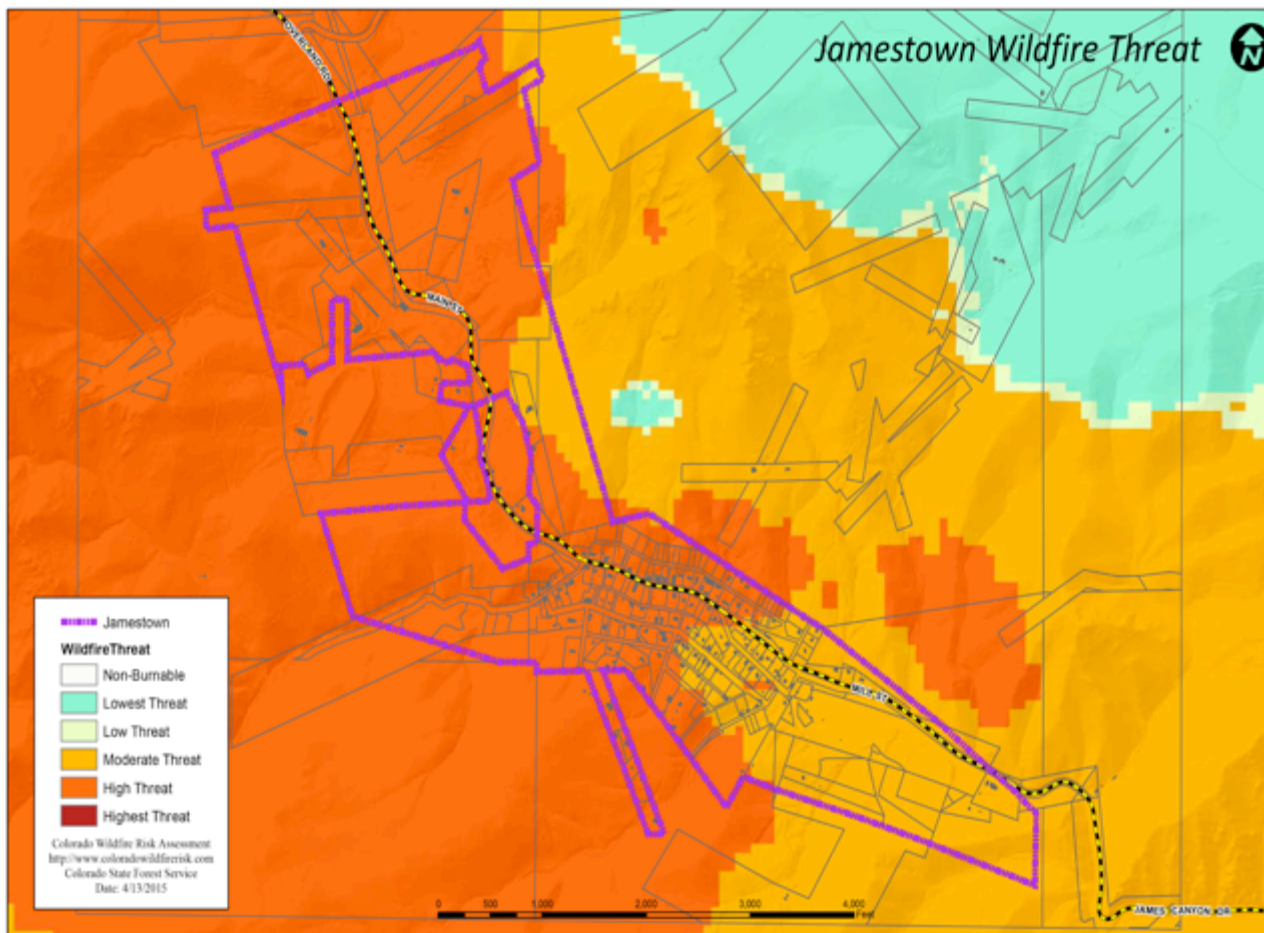 Jamestown Wildfire Threat
N
OVERLAND RD
MAIN ST
MILL ST
JAMES CANYON DR
Jamestown
WildfireThreat
Non-Burnable
Lowest Threat
Low Threat
Moderate Threat
High Threat
Highest Threat
Colorado Wildfire Risk Assessment
http://www.coloradowildfirerisk.com
Colorado State Forest Service
Date: 4/13/2015
0 500 1,000 2,000 3,000 4,000
Feet